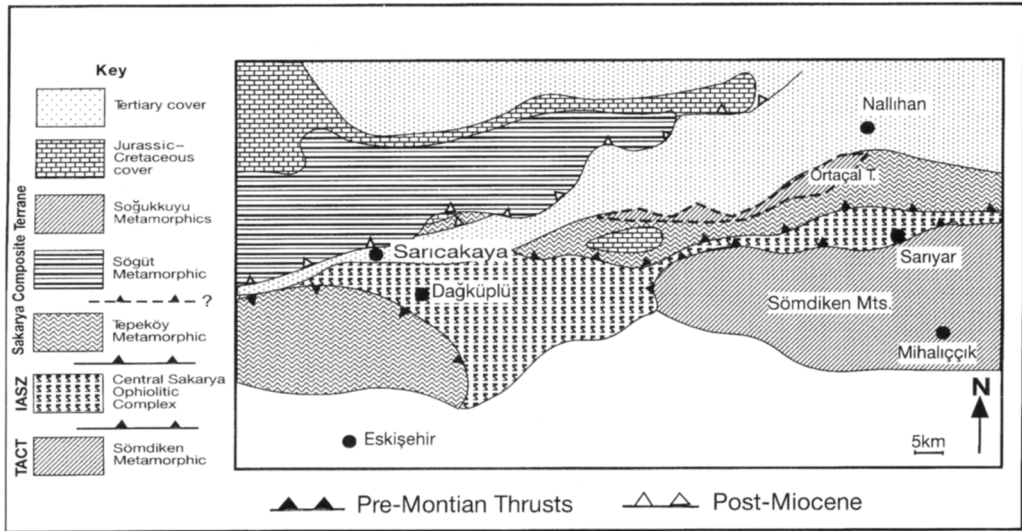 Key
Tertiary cover
Jurassic–
Cretaceous
cover
Soğukkuyu
Metamorphics
Söğüt
Metamorphic
?
Tepeköy
Metamorphic
Central Sakarya
Ophiolitic
Complex
Sömdiken
Metamorphic
Sakarya Composite Terrane
IASZ
TACT
Nallıhan
Ortaçal T.
Sarıcakaya
Sarıyar
Dağküplü
Sömdiken Mts.
Mihalıççık
Eskişehir
N
5km
Pre-Montian Thrusts
Post-Miocene